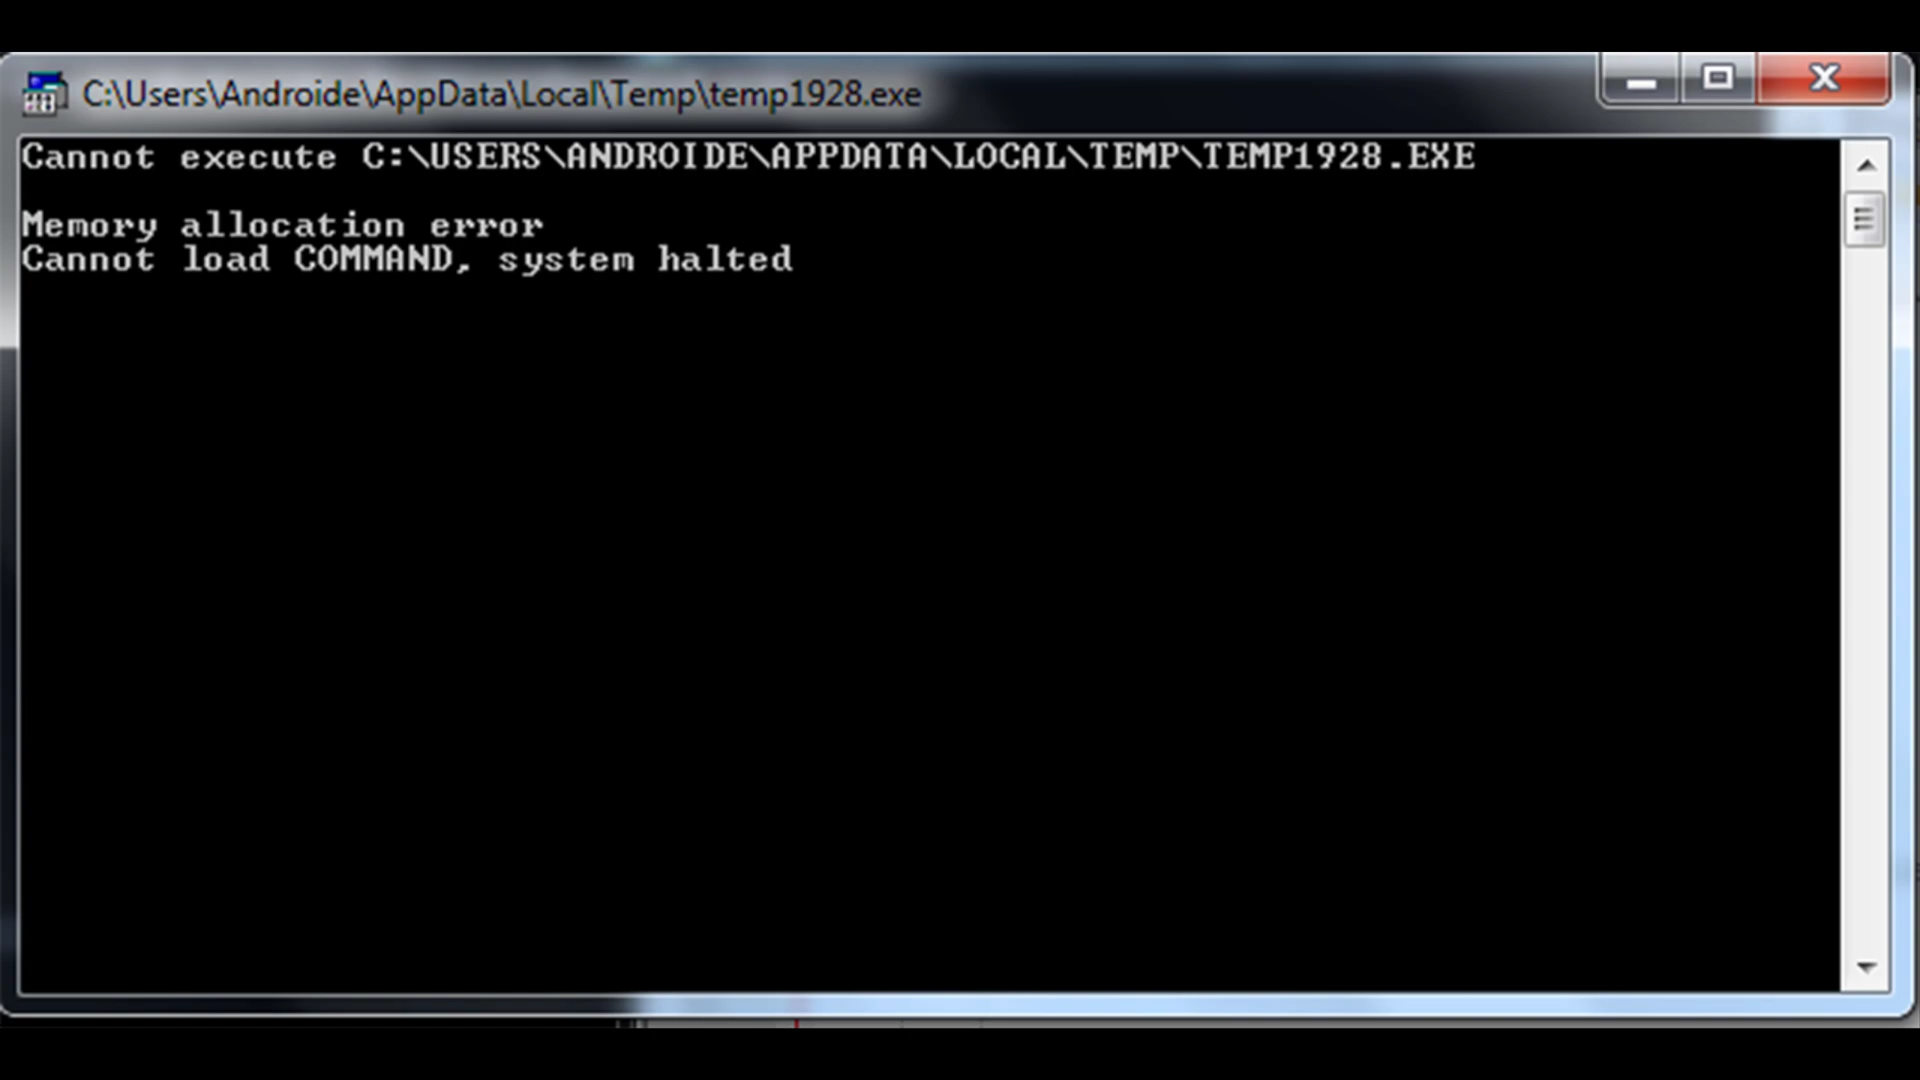 C:\Users\Androide\AppData\Local\Temp\temp1928.exe
Cannot execute C:\USERS\ANDROIDE\APPDATA\LOCAL\TEMP\TEMP1928.EXE
Memory allocation error
Cannot load COMMAND, system halted